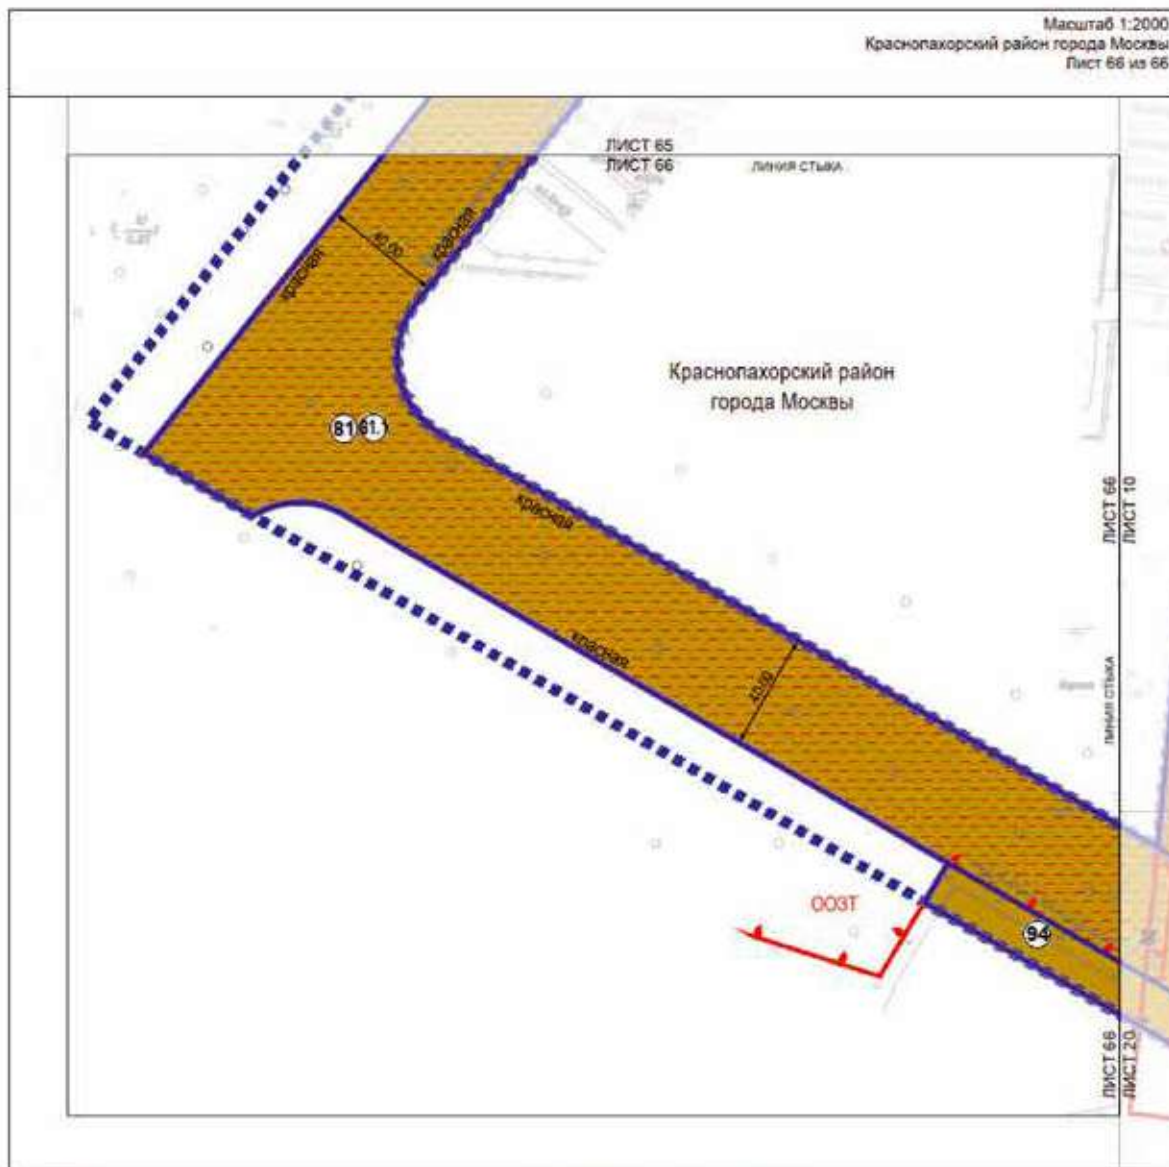 Масштаб 1:2000
Краснопахорский район города Москвы
Лист 66 из 66
ЛИСТ 65
ЛИСТ 66
ЛИНИЯ СТЫКА
красная
40.00
красная
Краснопахорский район
города Москвы
81
81.1
красная
ЛИСТ 66
ЛИСТ 10
красная
40.00
ЛИНИЯ СТЫКА
ООЗТ
94
ЛИСТ 66
ЛИСТ 20